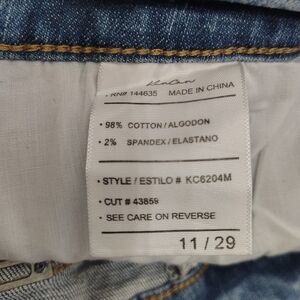 KanCan
RN# 144635 MADE IN CHINA
• 98% COTTON / ALGODON
• 2% SPANDEX / ELASTANO
• STYLE / ESTILO # KC6204M
• CUT # 43859
• SEE CARE ON REVERSE
11 / 29